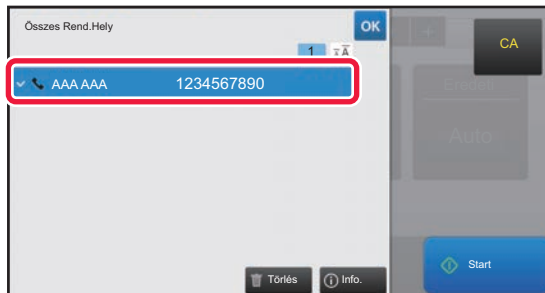 Összes Rend.Hely
OK
CA
1
AAA AAA 1234567890
Auto
Törlés
Info.
Start